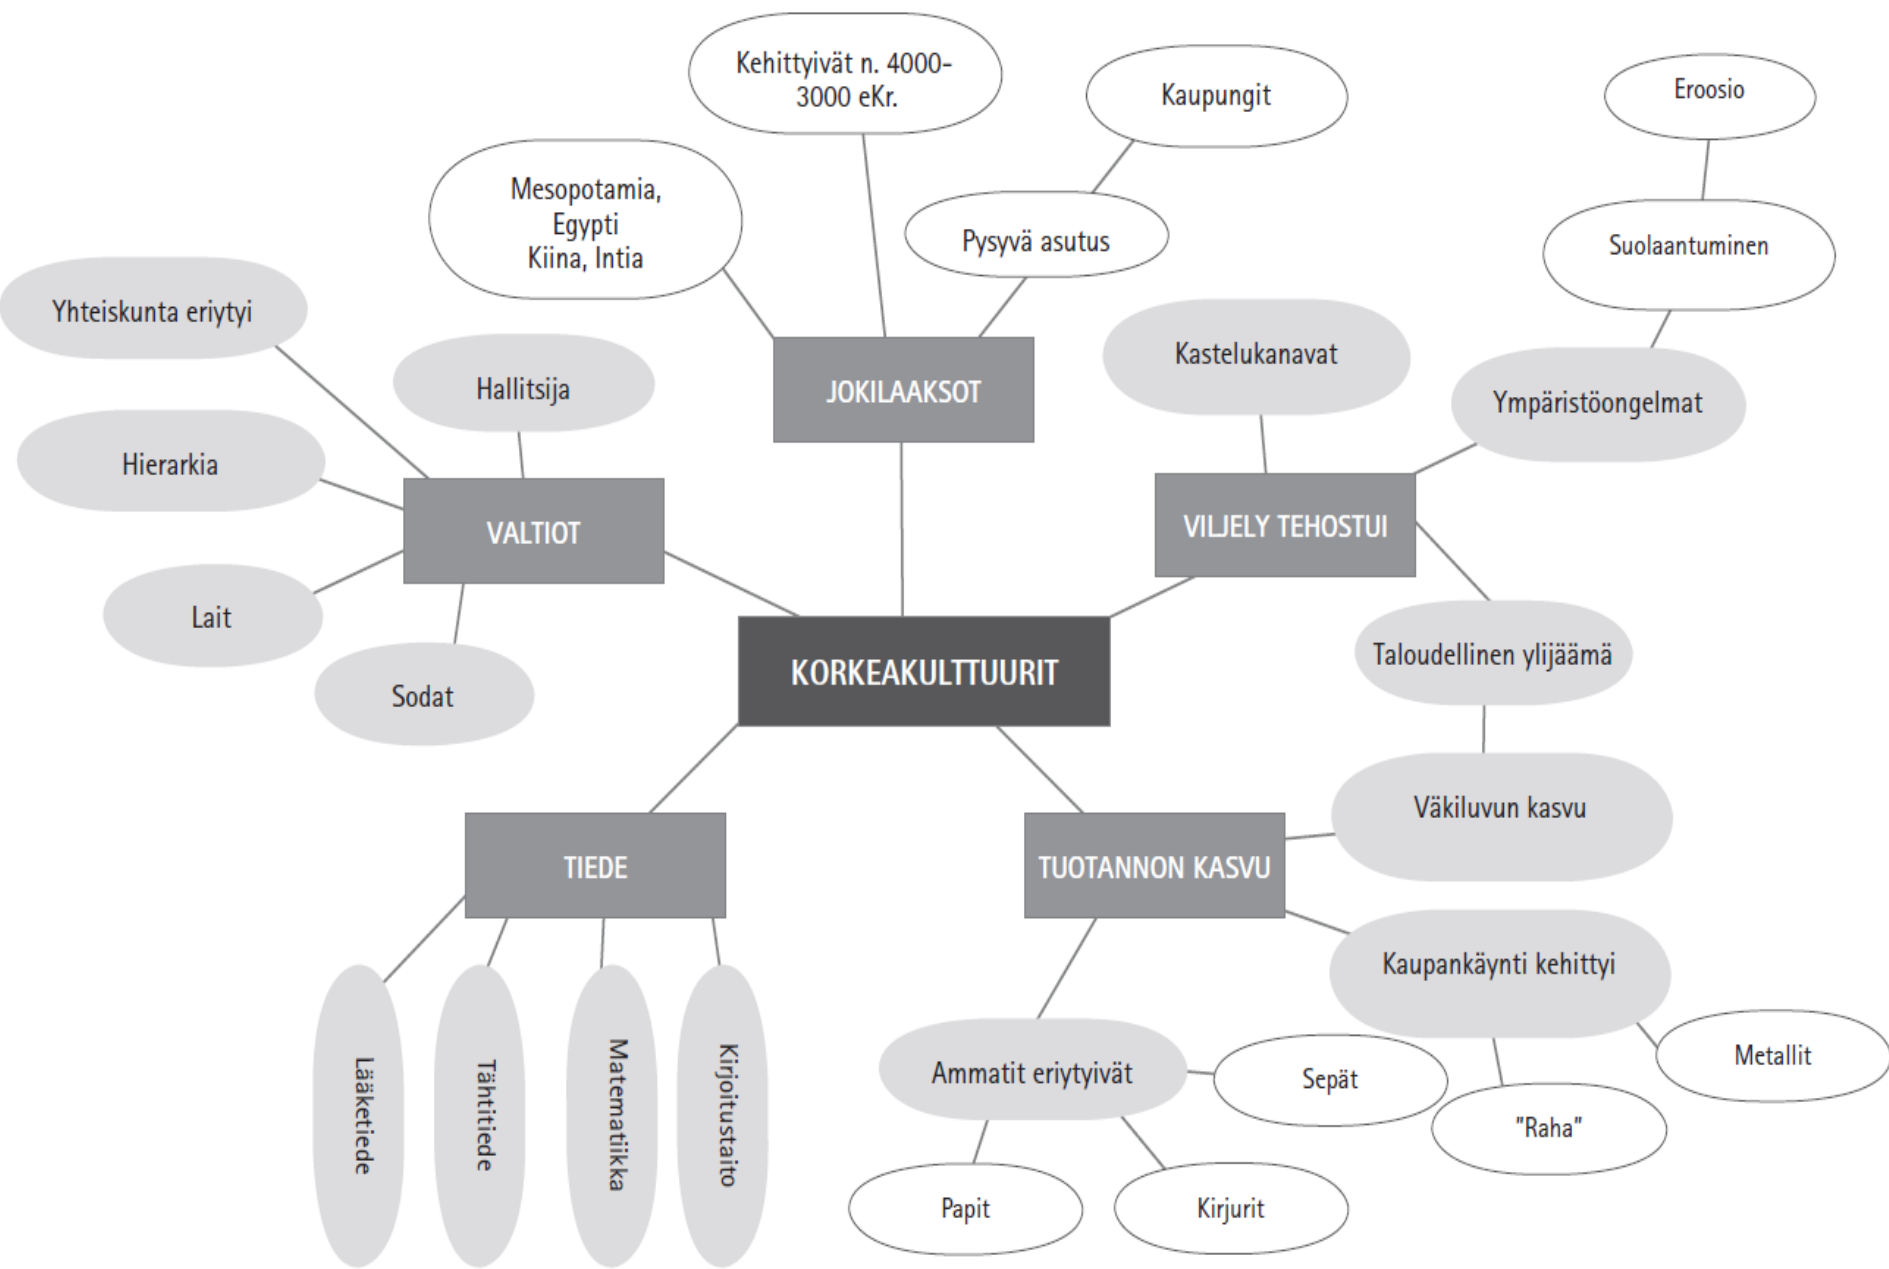 Kehittyivät n. 4000-
3000 eKr.
Kaupungit
Eroosio
Mesopotamia,
Egypti
Kiina, Intia
Pysyvä asutus
Suolaantuminen
Yhteiskunta eriytyi
Hallitsija
JOKILAAKSOT
Kastelukanavat
Ympäristöongelmat
Hierarkia
VALTIOT
VILJELY TEHOSTUI
Lait
Sodat
KORKEAKULTTUURIT
Taloudellinen ylijäämä
Väkiluvun kasvu
TIEDE
TUOTANNON KASVU
Kaupankäynti kehittyi
Lääketiede
Tähtitiede
Matematiikka
Kirjoitustaito
Ammatit eriytyivät
Sepät
Metallit
"Raha"
Papit
Kirjurit